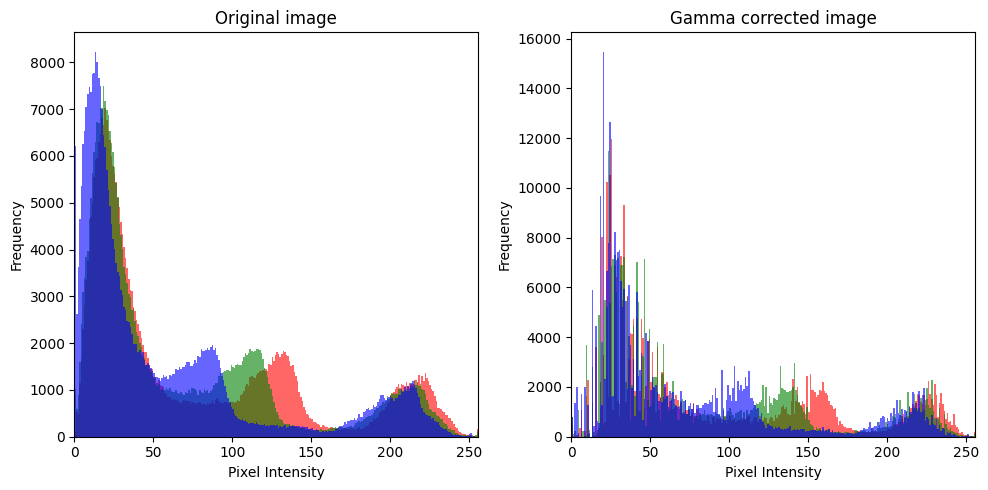 Original image
Frequency
8000
7000
6000
5000
4000
3000
2000
1000
0
0 50 100 150 200 250
Pixel Intensity
Gamma corrected image
Frequency
16000
14000
12000
10000
8000
6000
4000
2000
0
0 50 100 150 200 250
Pixel Intensity